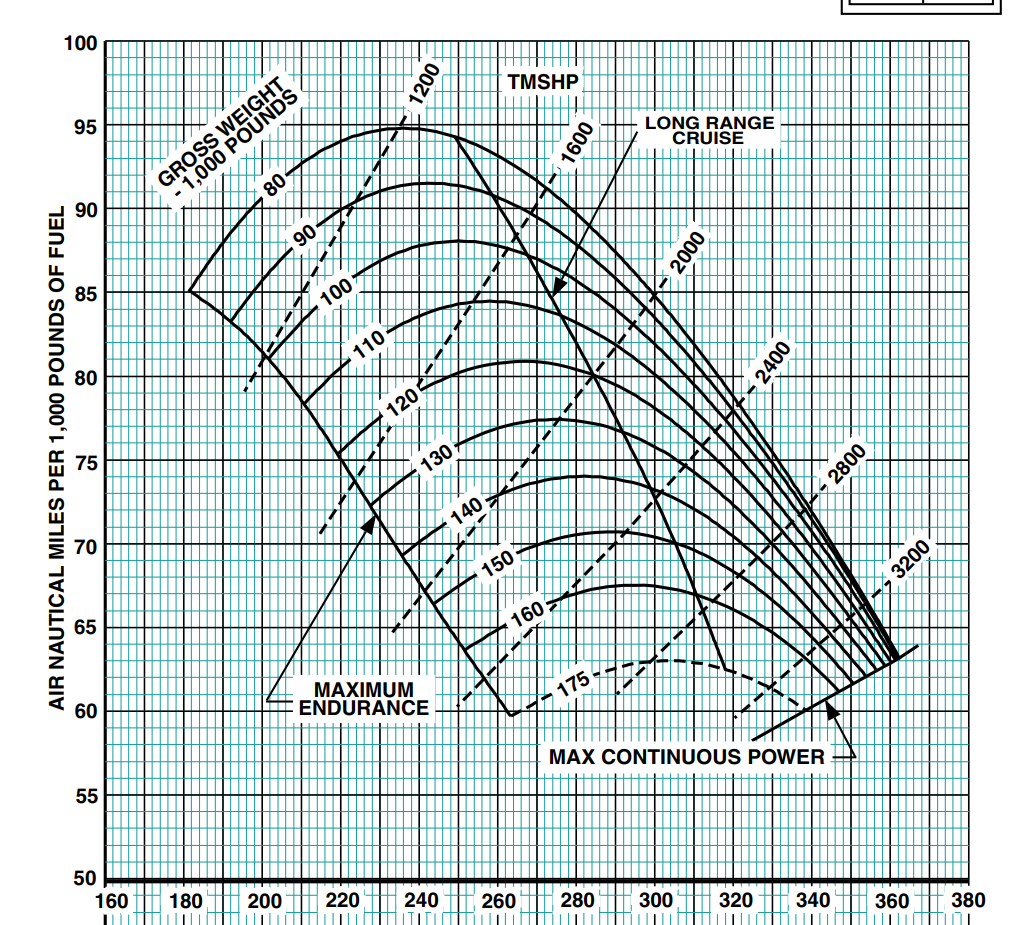 100
95
90
85
80
75
70
65
60
55
50
AIR NAUTICAL MILES PER 1,000 POUNDS OF FUEL
GROSS WEIGHT
- 1,000 POUNDS
TMSHP
LONG RANGE
CRUISE
1200
1600
2000
2400
2800
3200
80
90
100
110
120
130
140
150
160
175
MAXIMUM
ENDURANCE
MAX CONTINUOUS POWER
160 180 200 220 240 260 280 300 320 340 360 380